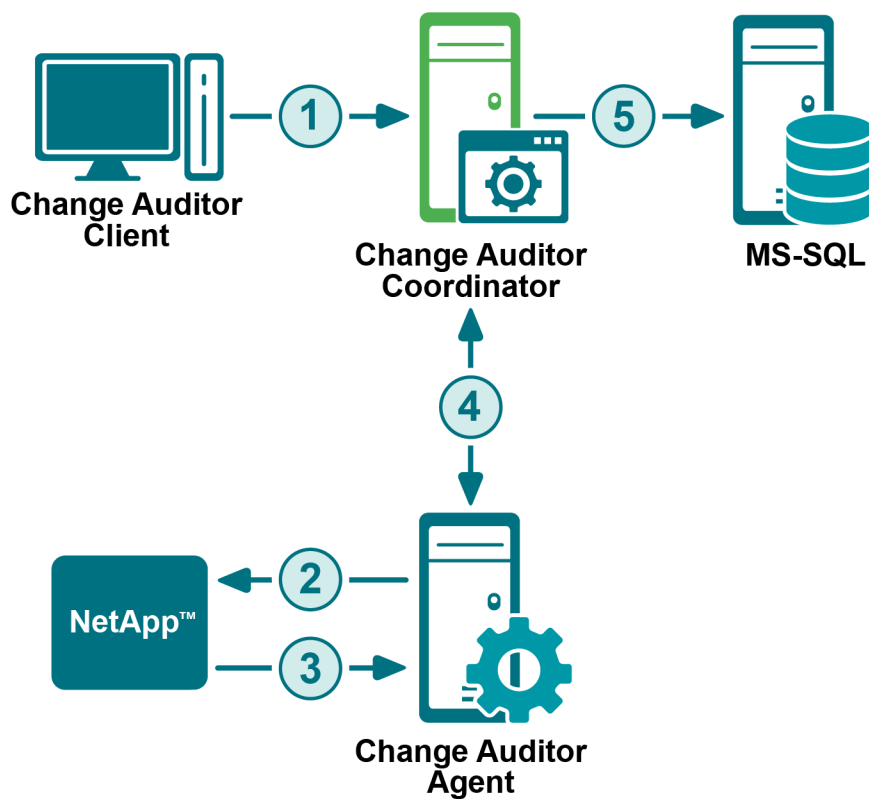 1
5
Change Auditor
Client
Change Auditor
Coordinator
MS-SQL
4
2
NetApp™
3
Change Auditor
Agent